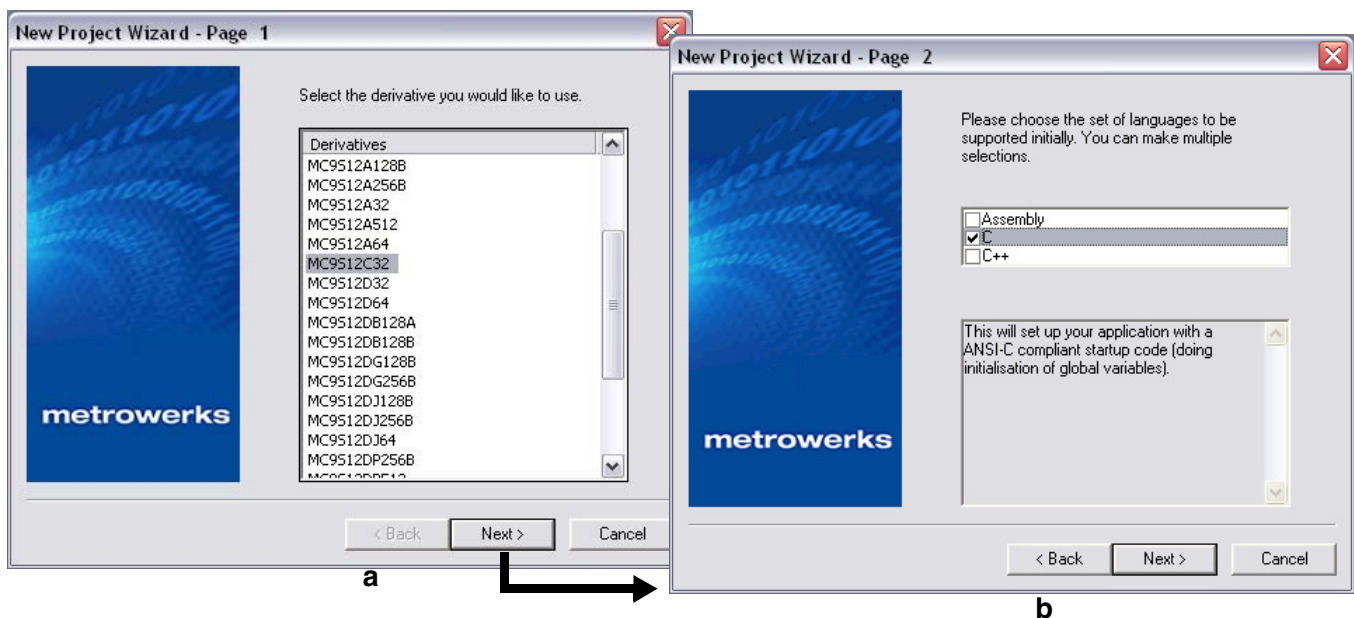 New Project Wizard - Page 1
Select the derivative you would like to use.
Derivatives
MC9S12A128B
MC9S12A256B
MC9S12A32
MC9S12A512
MC9S12A64
MC9S12C32
MC9S12D32
MC9S12D64
MC9S12DB128A
MC9S12DB128B
MC9S12DG128B
MC9S12DG256B
MC9S12DJ128B
MC9S12DJ256B
MC9S12DJ64
MC9S12DP256B
metrowerks
< Back Next > Cancel
a
New Project Wizard - Page 2
Please choose the set of languages to be
supported initially. You can make multiple
selections.
Assembly
C
C++
This will set up your application with a
ANSI-C compliant startup code (doing
initialisation of global variables).
metrowerks
< Back Next > Cancel
b